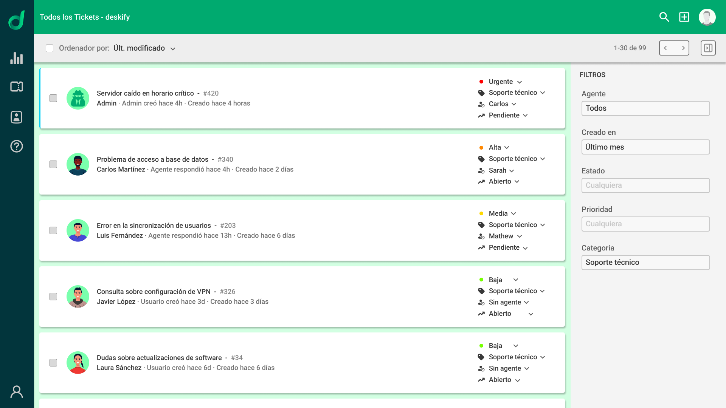 Todos los Tickets - deskify
Ordenador por: Últ. modificado
1-30 de 99
Servidor caído en horario crítico - #420
Admin · Admin creó hace 4h · Creado hace 4 horas
Urgente
Soporte técnico
Carlos
Pendiente
Problema de acceso a base de datos - #340
Carlos Martínez · Agente respondió hace 4h · Creado hace 2 días
Alta
Soporte técnico
Sarah
Abierto
Error en la sincronización de usuarios - #203
Luis Fernández · Agente respondió hace 13h · Creado hace 6 días
Media
Soporte técnico
Mathew
Pendiente
Consulta sobre configuración de VPN - #326
Javier López · Usuario creó hace 3d · Creado hace 3 días
Baja
Soporte técnico
Sin agente
Abierto
Dudas sobre actualizaciones de software - #34
Laura Sánchez · Usuario creó hace 6d · Creado hace 6 días
Baja
Soporte técnico
Sin agente
Abierto
FILTROS
Agente
Todos
Creado en
Último mes
Estado
Cualquiera
Prioridad
Cualquiera
Categoria
Soporte técnico